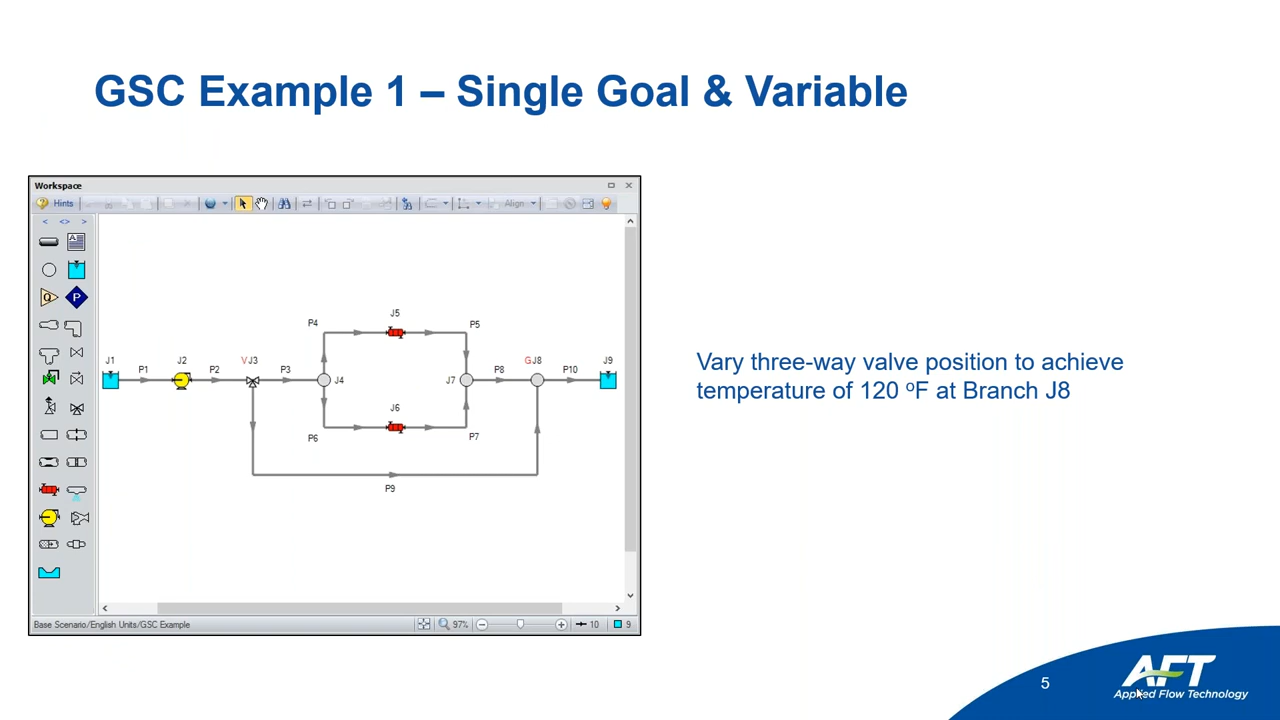 GSC Example 1 – Single Goal & Variable
Workspace
Hints
Align
< <> >
Q
P
J5
P4
P5
J1
P1
J2
P2
V J3
P3
J4
J7
P8
G J8
P10
J9
J6
P6
P7
P9
Base Scenario/English Units/GSC Example
97%
10
9
Vary three-way valve position to achieve
temperature of 120 ºF at Branch J8
5
AFT
Applied Flow Technology